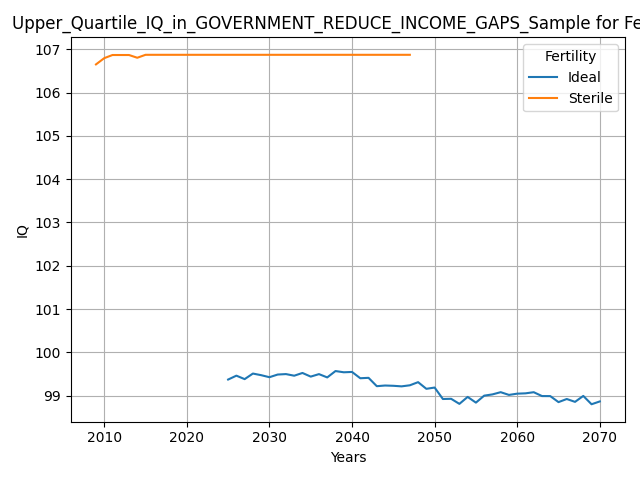 Upper_Quartile_IQ_in_GOVERNMENT_REDUCE_INCOME_GAPS_Sample for Fe
107
106
105
104
103
102
101
100
99
IQ
Fertility
Ideal
Sterile
2010 2020 2030 2040 2050 2060 2070
Years